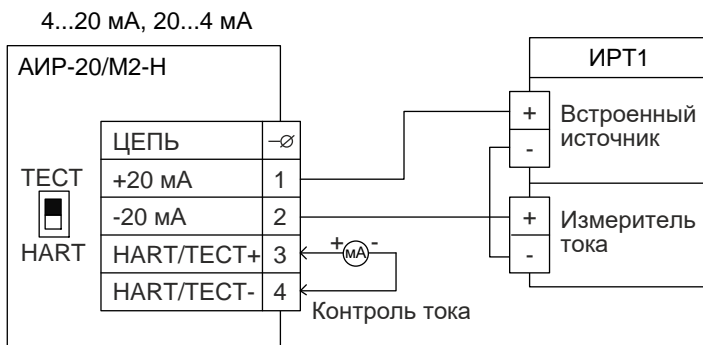 4...20 мА, 20...4 мА
АИР-20/М2-Н
ИРТ1
+ Встроенный
- источник
ЦЕПЬ
ТЕСТ
+20 мА 1
-20 мА 2
+ Измеритель
- тока
HART
HART/ТЕСТ+ 3
+ мА -
HART/ТЕСТ- 4
Контроль тока